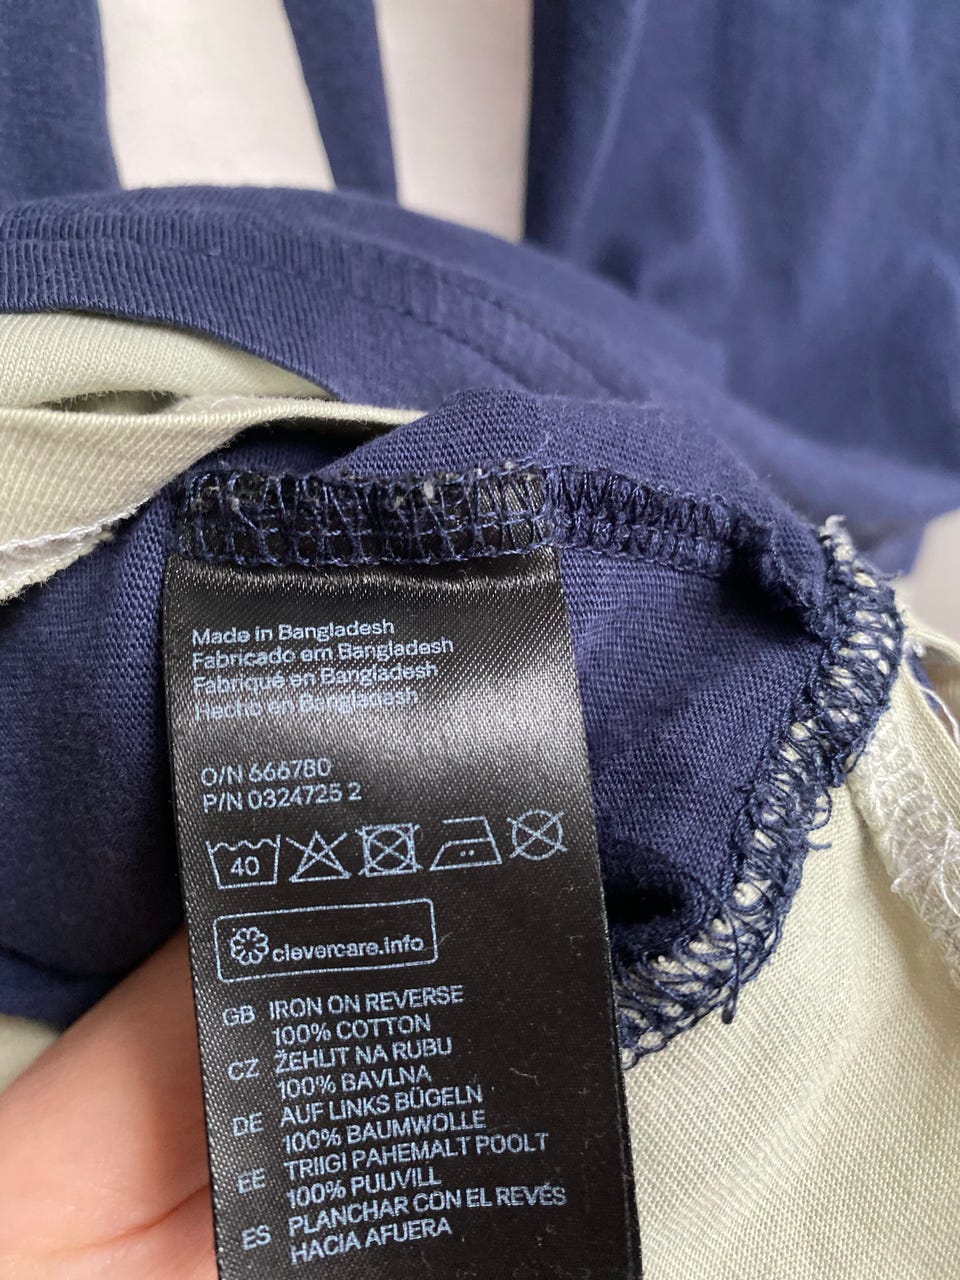 Made in Bangladesh
Fabricado em Bangladesh
Fabriqué en Bangladesh
Hecho en Bangladesh
O/N 666780
P/N 0324725 2
40
clevercare.info
GB IRON ON REVERSE
100% COTTON
CZ ŽEHLIT NA RUBU
100% BAVLNA
DE AUF LINKS BÜGELN
100% BAUMWOLLE
EE TRIIGI PAHEMALT POOLT
100% PUUVILL
ES PLANCHAR CON EL REVÉS
HACIA AFUERA